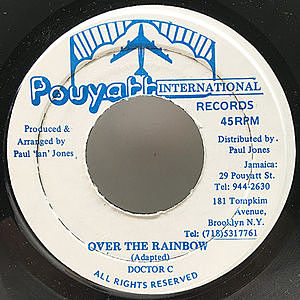 Pouyatt INTERNATIONAL
RECORDS
45RPM
Produced &
Arranged by
Paul 'Ian' Jones
Distributed by
Paul Jones
Jamaica:
29 Pouyatt St.
Tel: 944-2630
181 Tompkim
Avenue,
Brooklyn N.Y.
Tel: (718)5317761
OVER THE RAINBOW
(Adapted)
DOCTOR C
ALL RIGHTS RESERVED